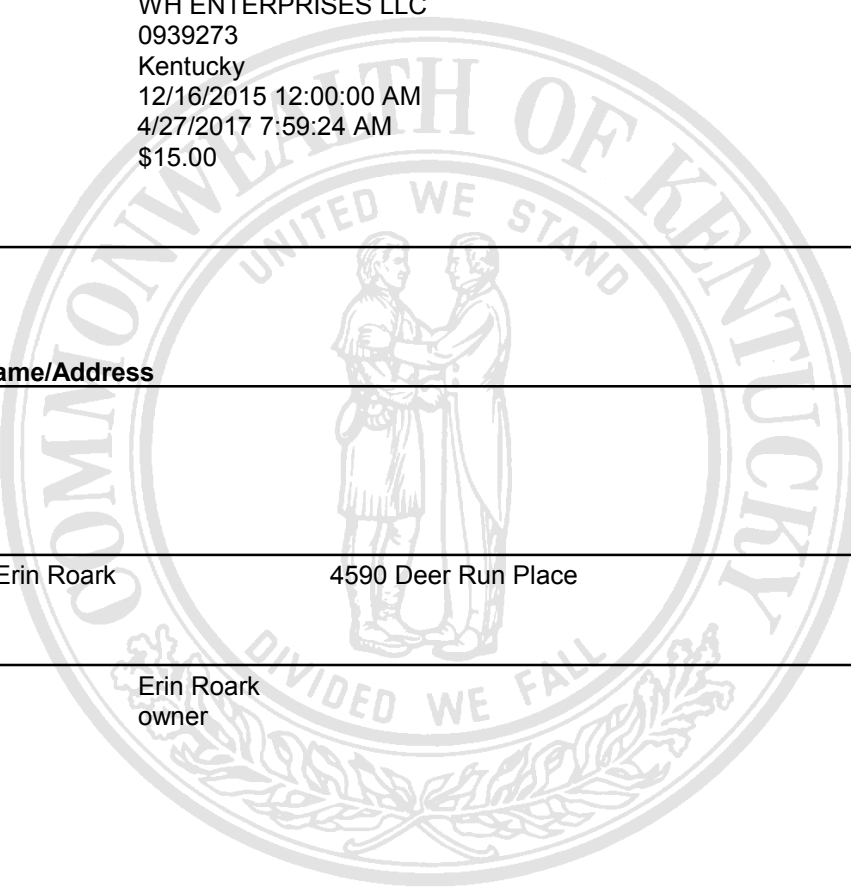 WH ENTERPRISES LLC
0939273
Kentucky
12/16/2015 12:00:00 AM
4/27/2017 7:59:24 AM
$15.00
COMMONWEALTH OF KENTUCKY
UNITED WE STAND
ame/Address
Erin Roark 4590 Deer Run Place
DIVIDED WE FALL
Erin Roark
owner